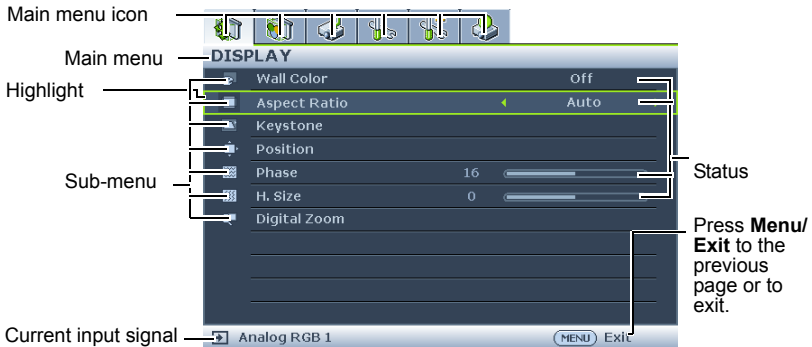 Main menu icon
Main menu
DISPLAY
Wall Color Off
Highlight
Aspect Ratio Auto
Keystone
Position
Sub-menu
Phase 16
Status
H. Size 0
Digital Zoom
Press Menu/
Exit to the
previous
page or to
exit.
Current input signal
Analog RGB 1
MENU Exit